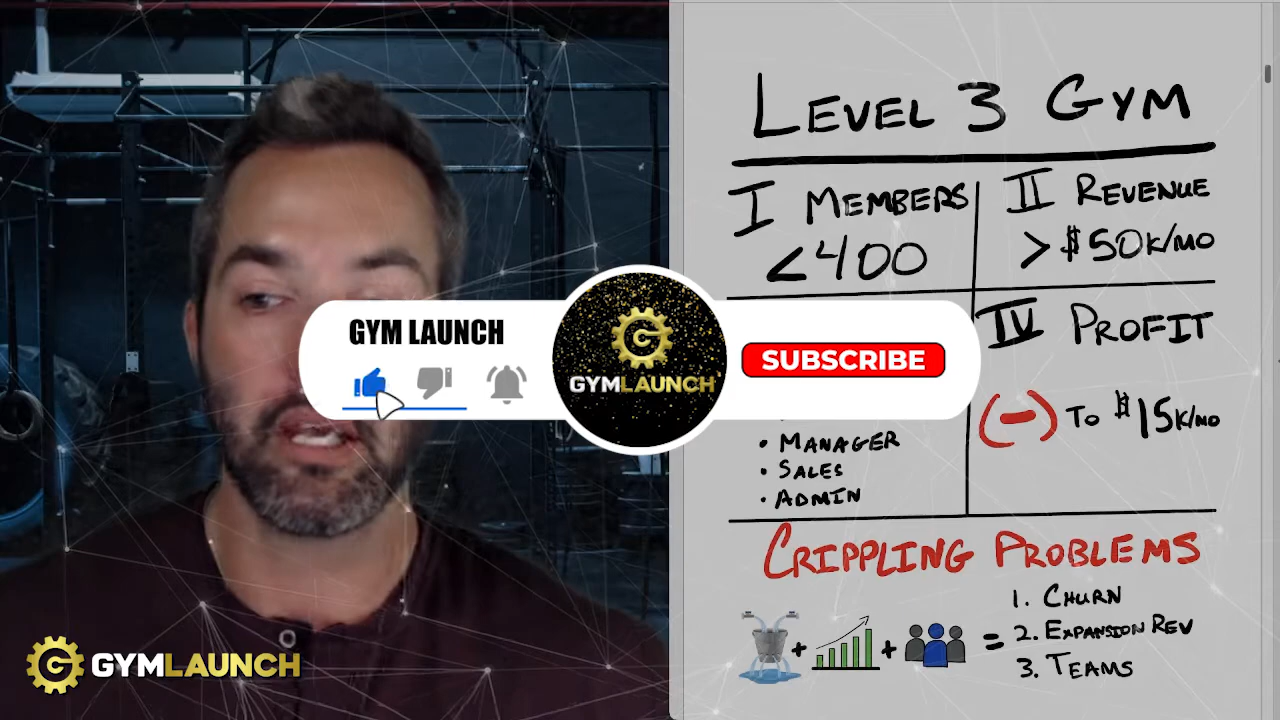 LEVEL 3 GYM
I MEMBERS
<400
II REVENUE
> $50K/MO
IV PROFIT
(-) TO $15K/MO
• MANAGER
• SALES
• ADMIN
CRIPPLING PROBLEMS
+ + =
1. CHURN
2. EXPANSION REV
3. TEAMS
GYM LAUNCH
GYMLAUNCH
SUBSCRIBE
GYMLAUNCH